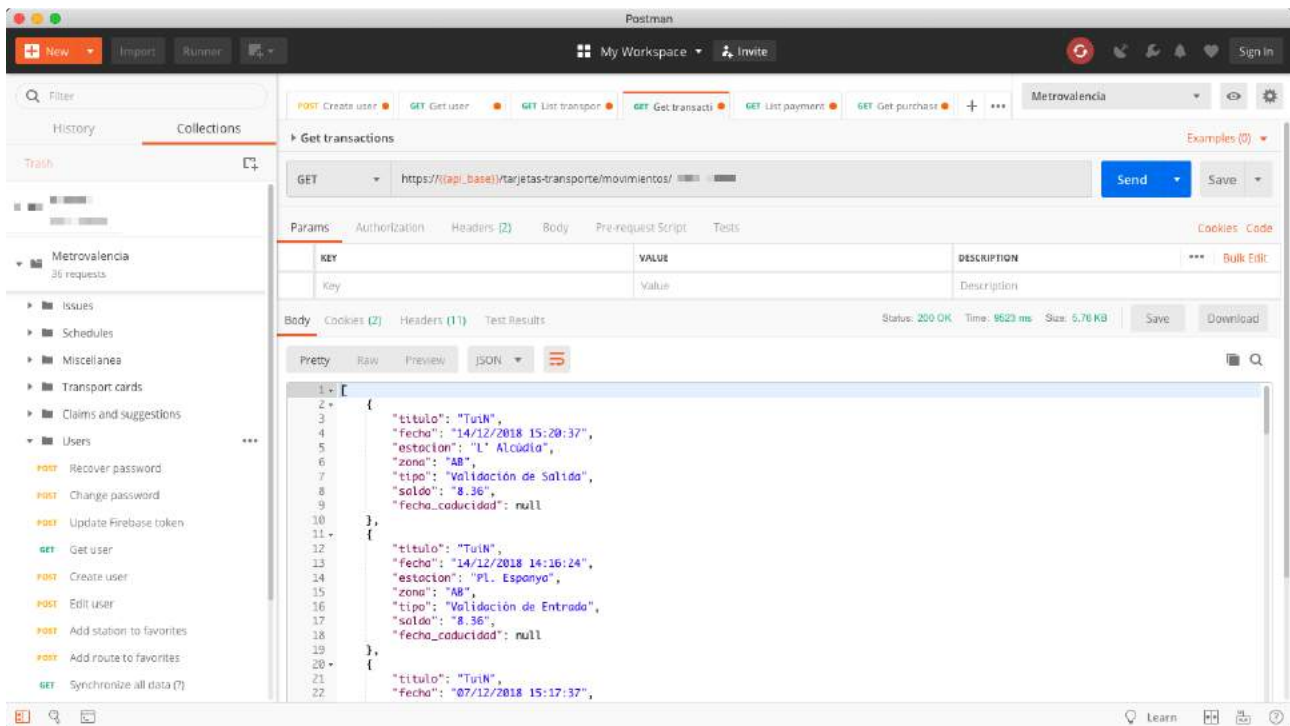 Postman
New Import Runner My Workspace Invite Sign In
Filter
History Collections
Trash
Metrovalencia
36 requests
Issues
Schedules
Miscellanea
Transport cards
Claims and suggestions
Users
POST Recover password
POST Change password
POST Update Firebase token
GET Get user
POST Create user
POST Edit user
POST Add station to favorites
POST Add route to favorites
GET Synchronize all data (?)
POST Create user GET Get user GET List transpor GET Get transacti GET List payment GET Get purchase + ••• Metrovalencia
Get transactions Examples (0)
GET https://{{api_base}}/tarjetas-transporte/movimientos/ Send Save
Params Authorization Headers (2) Body Pre-request Script Tests Cookies Code
KEY VALUE DESCRIPTION ••• Bulk Edit
Key Value Description
Body Cookies (2) Headers (11) Test Results Status: 200 OK Time: 9523 ms Size: 5.76 KB Save Download
Pretty Raw Preview JSON
1 [
2 {
3 "titulo": "TuiN",
4 "fecha": "14/12/2018 15:20:37",
5 "estacion": "L' Alcúdia",
6 "zona": "AB",
7 "tipo": "Validación de Salida",
8 "saldo": "8.36",
9 "fecha_caducidad": null
10 },
11 {
12 "titulo": "TuiN",
13 "fecha": "14/12/2018 14:16:24",
14 "estacion": "Pl. Espanya",
15 "zona": "AB",
16 "tipo": "Validación de Entrada",
17 "saldo": "8.36",
18 "fecha_caducidad": null
19 },
20 {
21 "titulo": "TuiN",
22 "fecha": "07/12/2018 15:17:37",
Learn